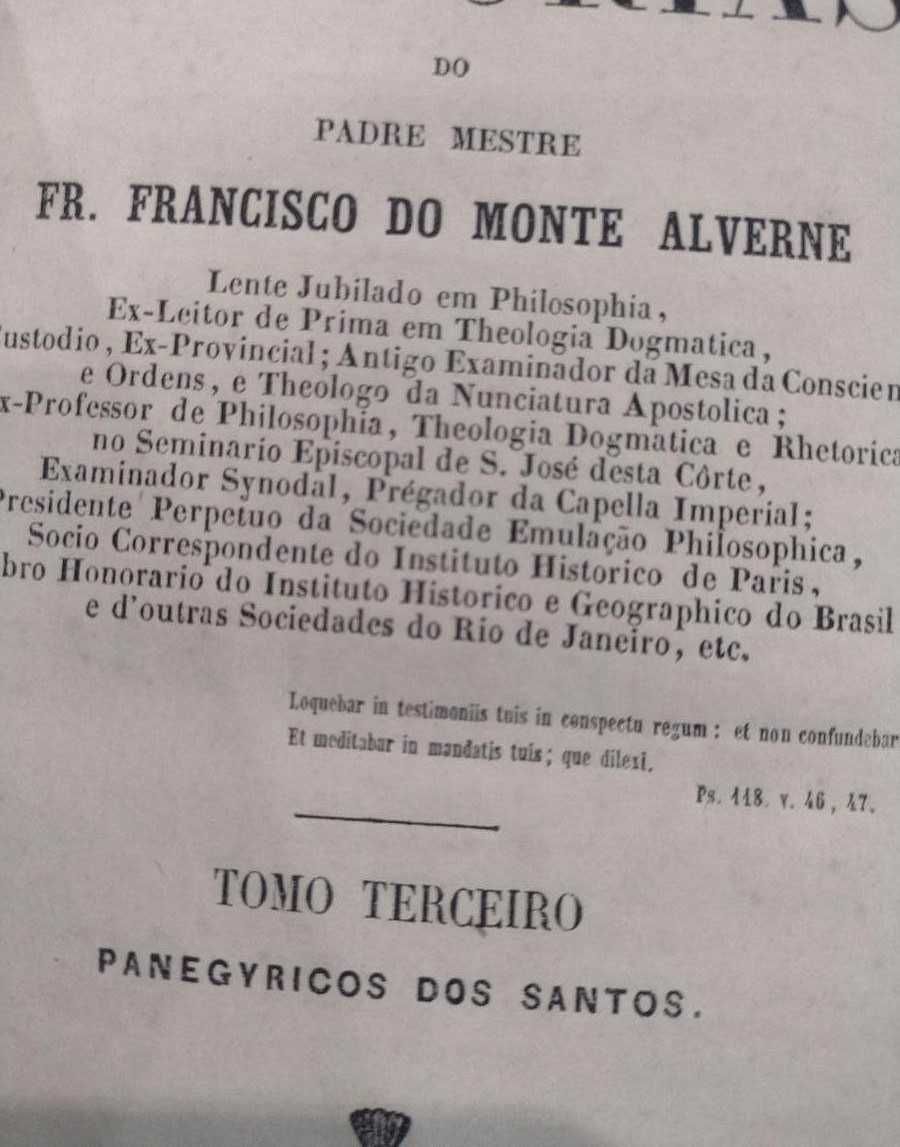 DO
PADRE MESTRE
FR. FRANCISCO DO MONTE ALVERNE
Lente Jubilado em Philosophia,
Ex-Leitor de Prima em Theologia Dogmatica,
ustodio, Ex-Provincial; Antigo Examinador da Mesa da Conscien
e Ordens, e Theologo da Nunciatura Apostolica;
x-Professor de Philosophia, Theologia Dogmatica e Rhetorica
no Seminario Episcopal de S. José desta Côrte,
Examinador Synodal, Prégador da Capella Imperial;
Presidente Perpetuo da Sociedade Emulação Philosophica,
Socio Correspondente do Instituto Historico de Paris,
bro Honorario do Instituto Historico e Geographico do Brasil
e d'outras Sociedades do Rio de Janeiro, etc.
Loquebar in testimoniis tuis in conspectu regum: et non confundebar
Et meditabar in mandatis tuis; que dilexi.
Ps. 118. v. 46, 47.
TOMO TERCEIRO
PANEGYRICOS DOS SANTOS.